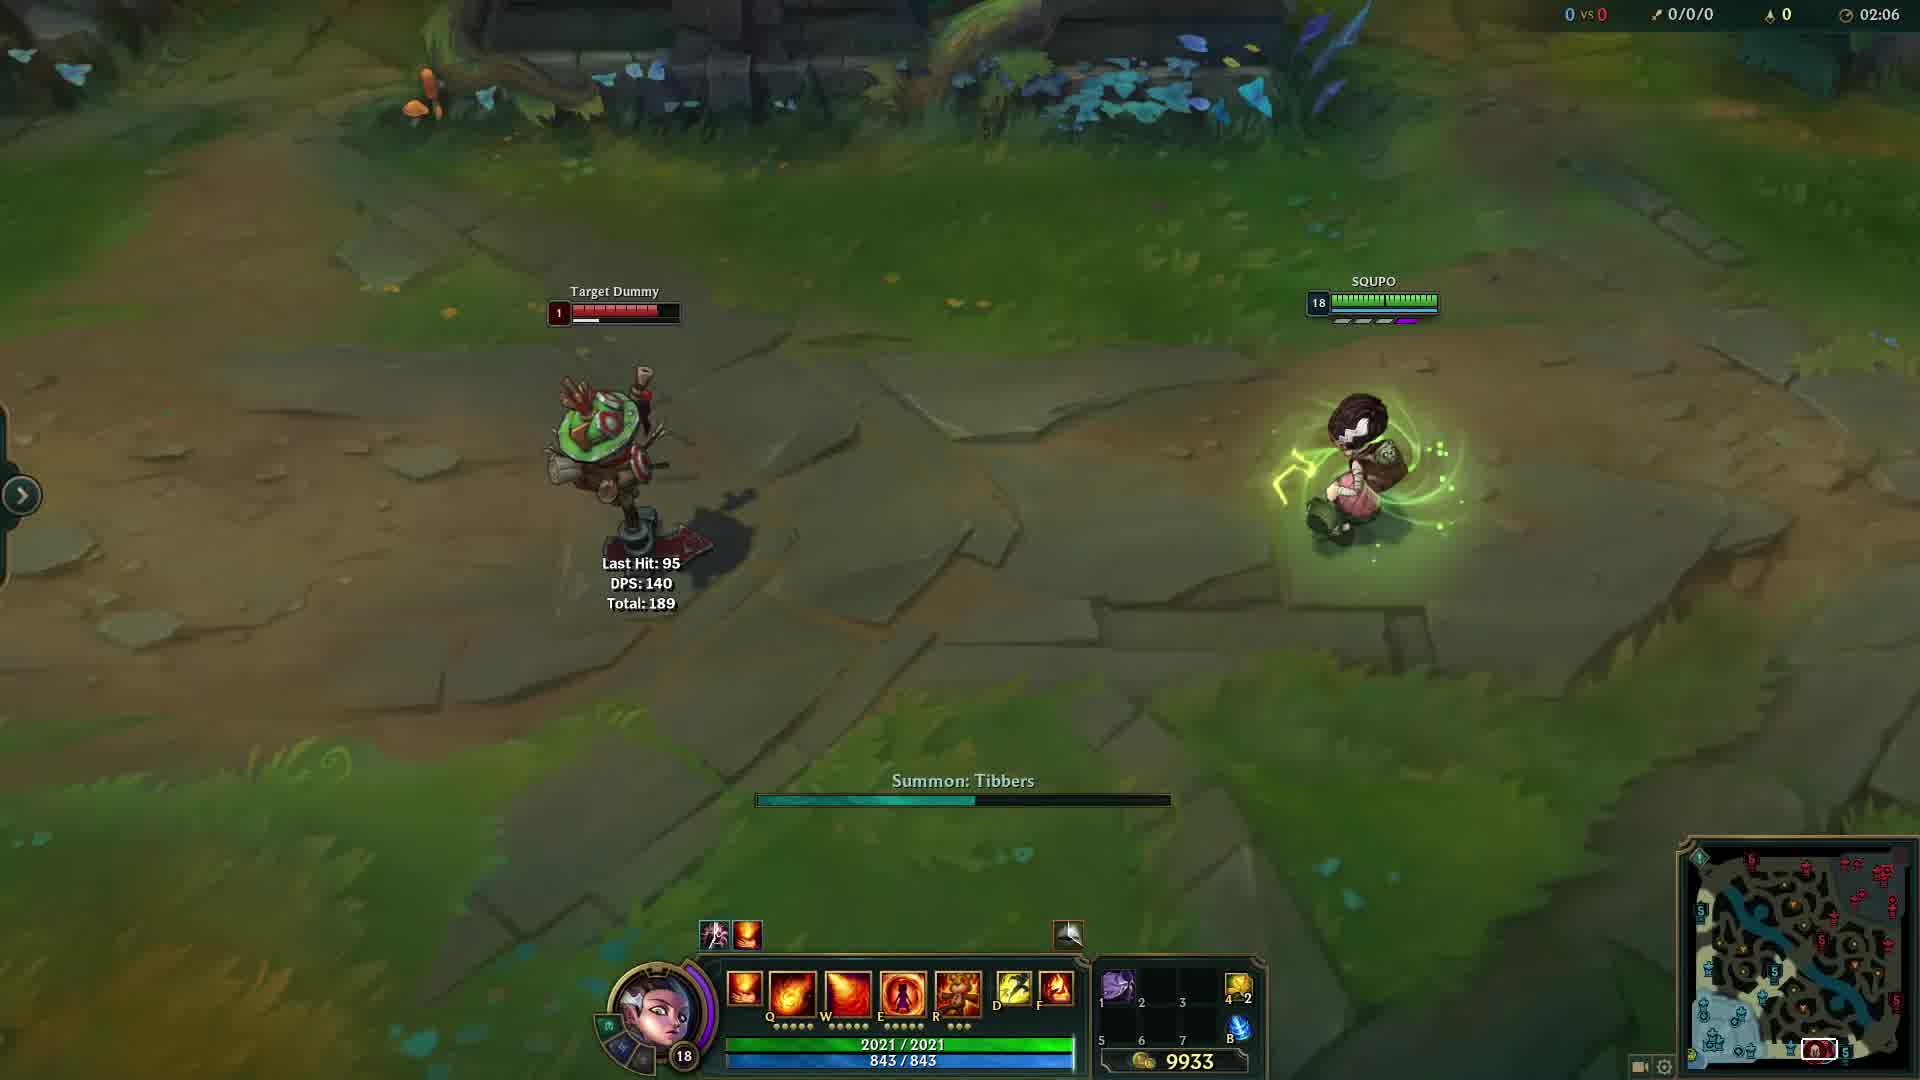 0 vs 0 0/0/0 0 02:06
Target Dummy
1
SQUPO
18
Last Hit: 95
DPS: 140
Total: 189
Summon: Tibbers
Q W E R D F
18
2021 / 2021
843 / 843
1 2 3 4 2
5 6 7 B
9933
S
S
S
S
S
S